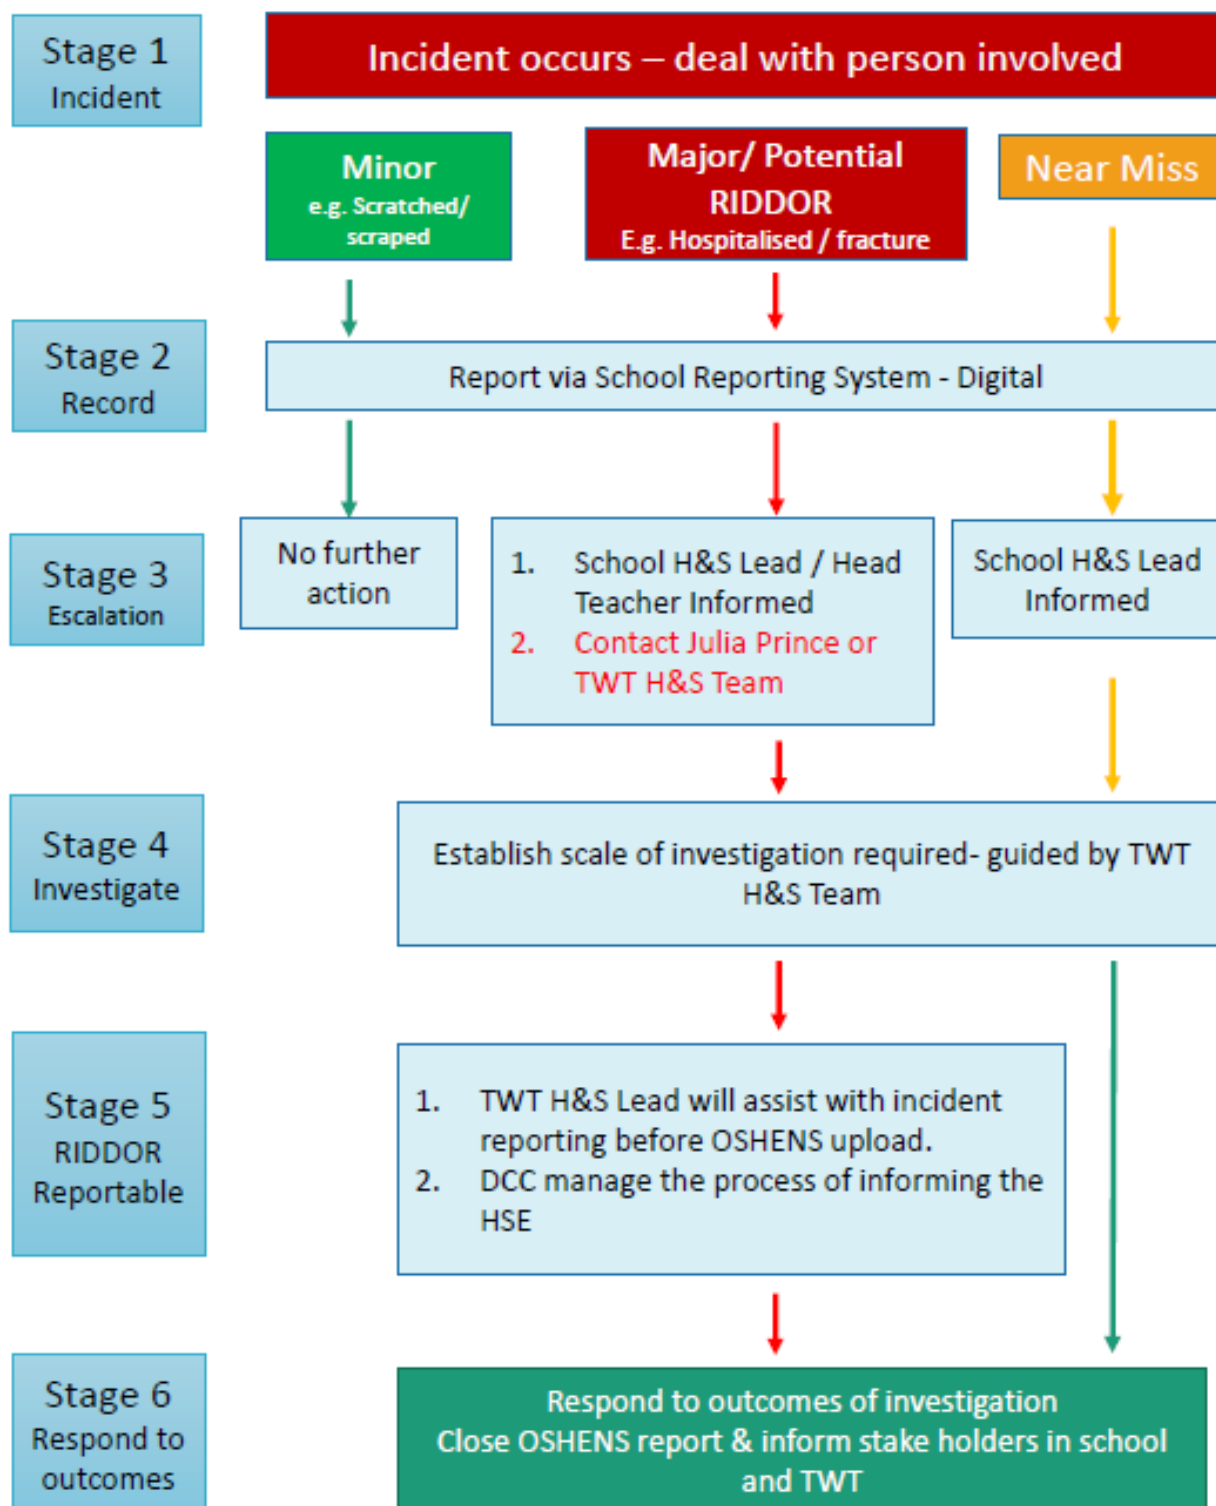 Stage 1
Incident
Incident occurs – deal with person involved
Minor
e.g. Scratched/
scraped
Major/ Potential
RIDDOR
E.g. Hospitalised / fracture
Near Miss
Stage 2
Record
Report via School Reporting System - Digital
Stage 3
Escalation
No further
action
1. School H&S Lead / Head
Teacher Informed
2. Contact Julia Prince or
TWT H&S Team
School H&S Lead
Informed
Stage 4
Investigate
Establish scale of investigation required- guided by TWT
H&S Team
Stage 5
RIDDOR
Reportable
1. TWT H&S Lead will assist with incident
reporting before OSHENS upload.
2. DCC manage the process of informing the
HSE
Stage 6
Respond to
outcomes
Respond to outcomes of investigation
Close OSHENS report & inform stake holders in school
and TWT